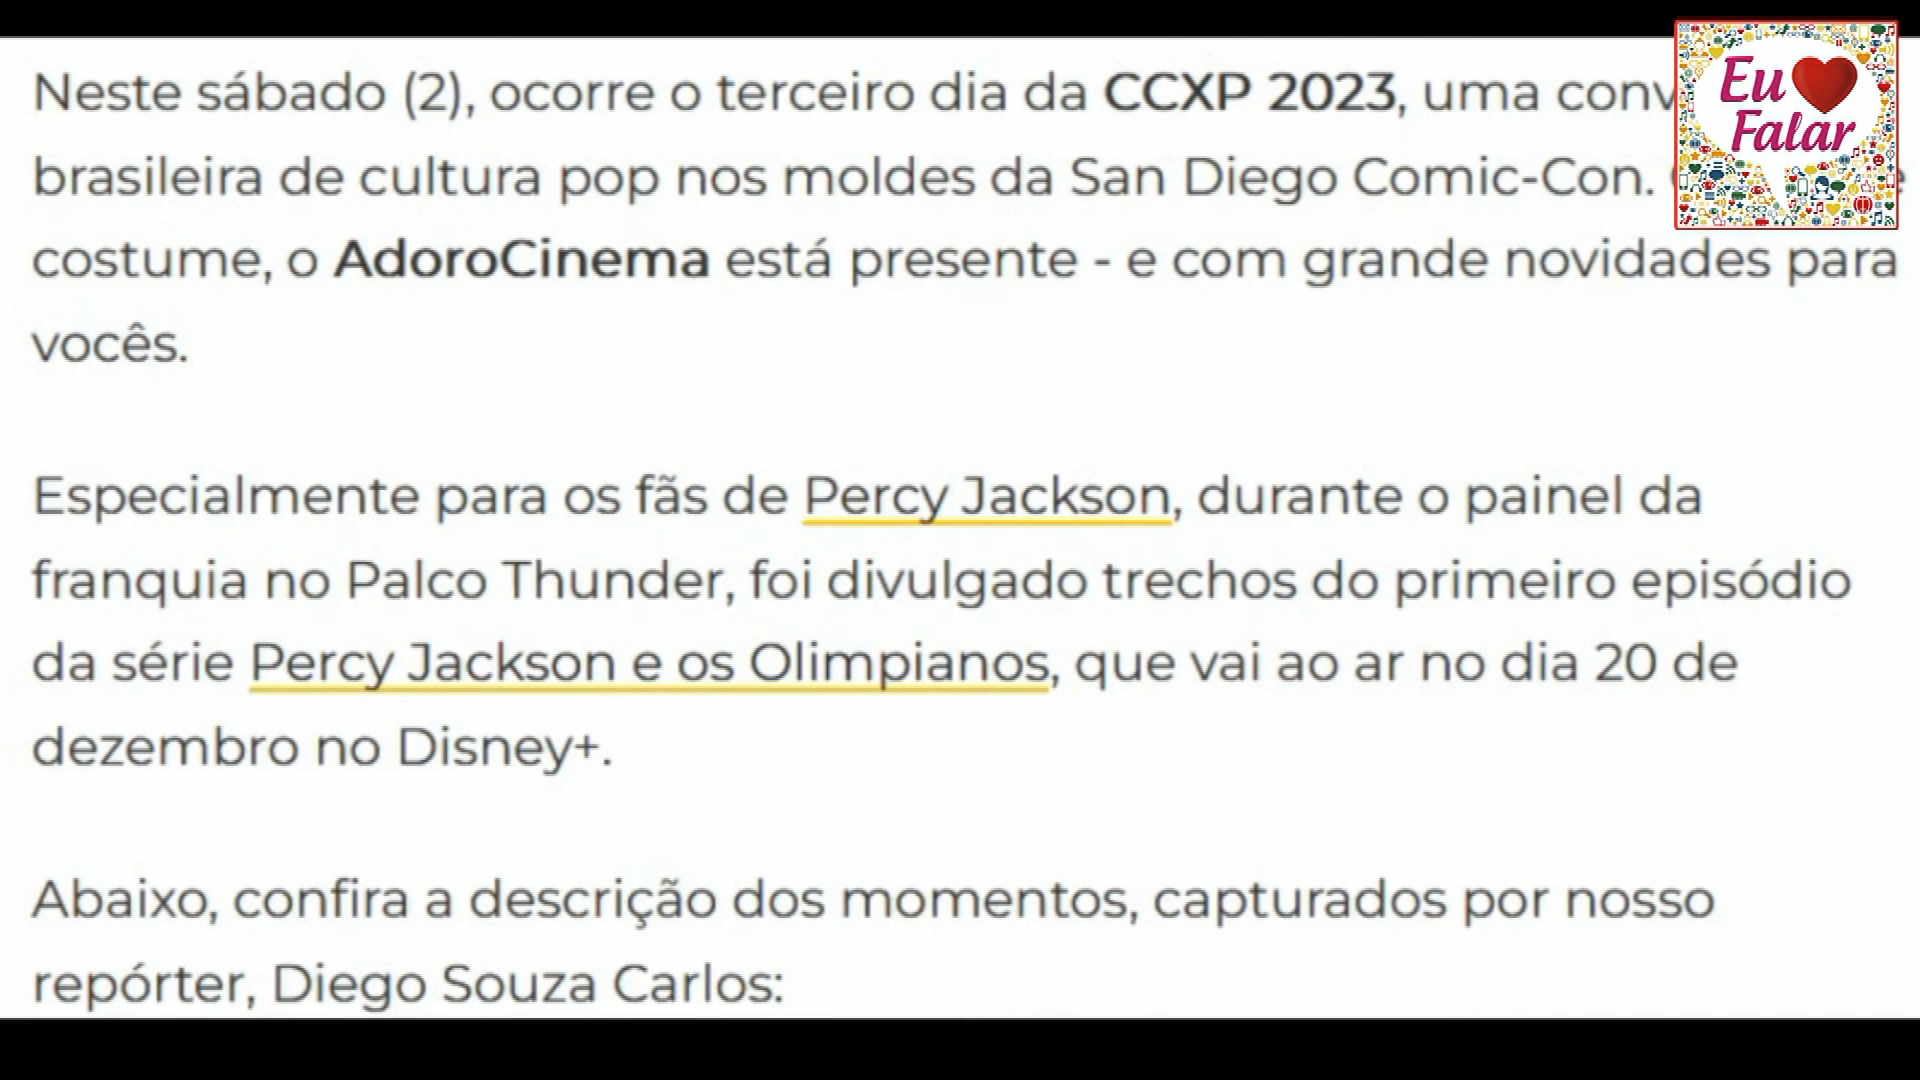 Neste sábado (2), ocorre o terceiro dia da CCXP 2023, uma
brasileira de cultura pop nos moldes da San Diego Comic-Con.
costume, o AdoroCinema está presente - e com grande novidades para
vocês.
Especialmente para os fãs de Percy Jackson, durante o painel da
franquia no Palco Thunder, foi divulgado trechos do primeiro episódio
da série Percy Jackson e os Olimpianos, que vai ao ar no dia 20 de
dezembro no Disney+.
Abaixo, confira a descrição dos momentos, capturados por nosso
repórter, Diego Souza Carlos:
Eu
Falar